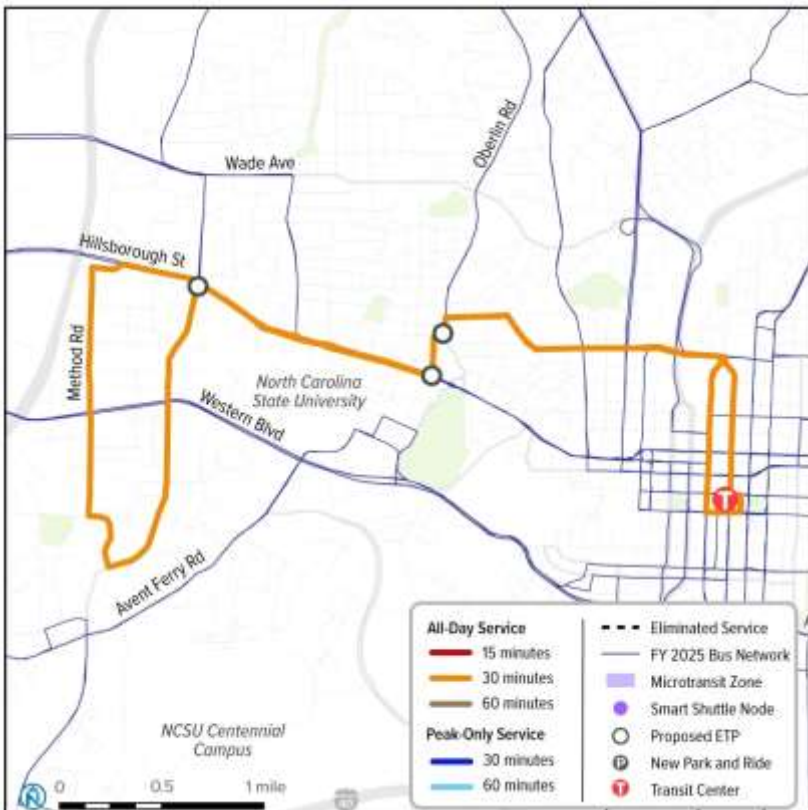 Oberlin Rd
Wade Ave
Hillsborough St
Method Rd
North Carolina
State University
Western Blvd
Avent Ferry Rd
NCSU Centennial
Campus
N
0 0.5 1 mile
All-Day Service
15 minutes
30 minutes
60 minutes
Peak-Only Service
30 minutes
60 minutes
Eliminated Service
FY 2025 Bus Network
Microtransit Zone
Smart Shuttle Node
Proposed ETP
P New Park and Ride
T Transit Center
T